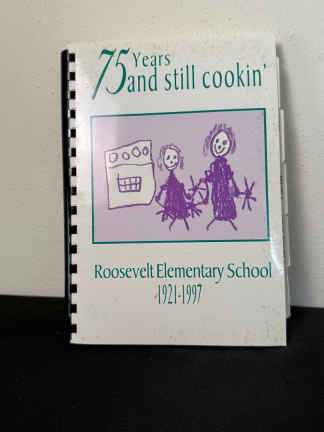 75 Years
and still cookin'
Roosevelt Elementary School
1921-1997